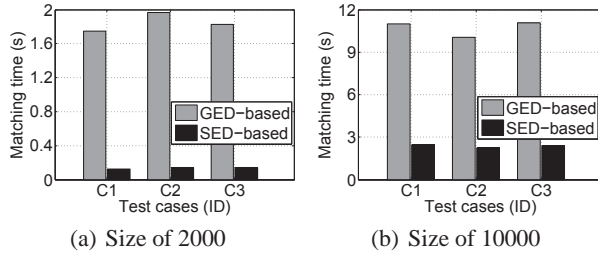 Matching time (s)
2
1.6
1.2
0.8
0.4
0
GED-based
SED-based
C1 C2 C3
Test cases (ID)
(a) Size of 2000
Matching time (s)
12
9
6
3
0
GED-based
SED-based
C1 C2 C3
Test cases (ID)
(b) Size of 10000